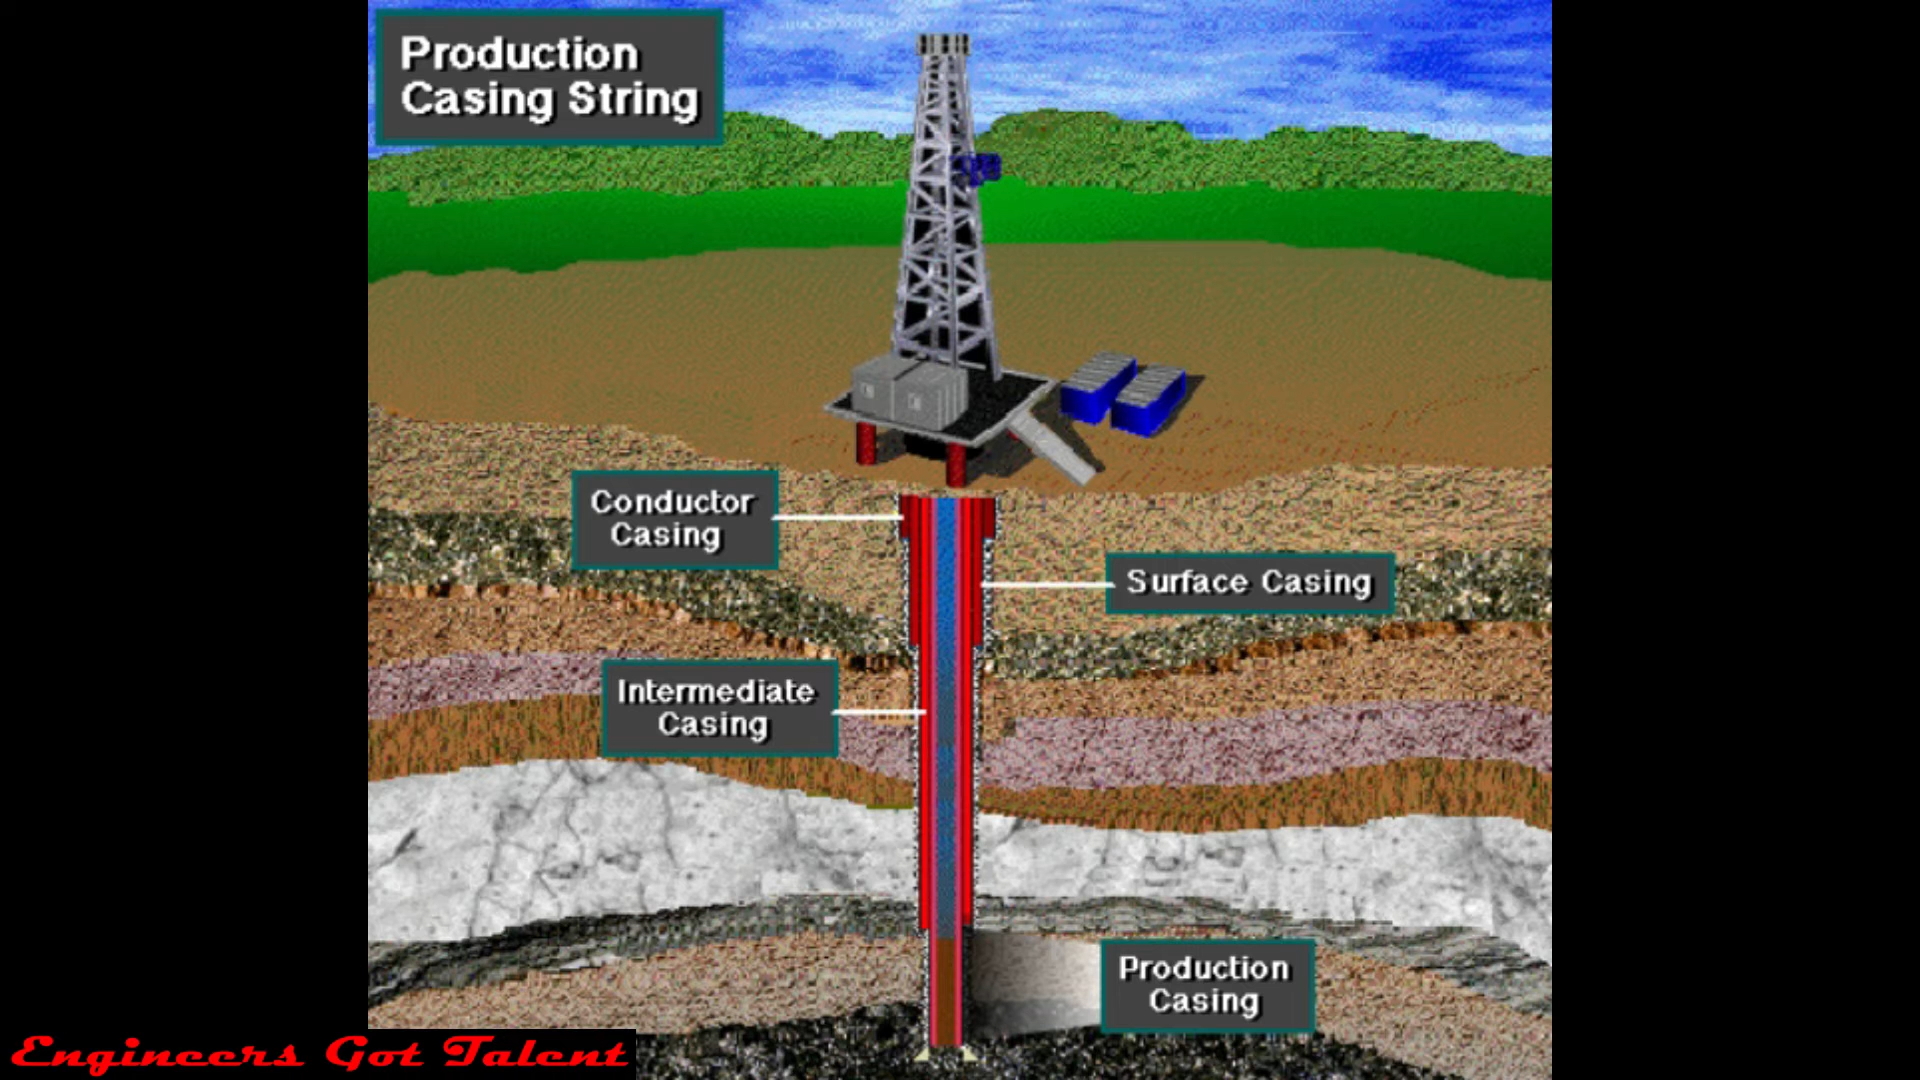 Production
Casing String
Conductor
Casing
Surface Casing
Intermediate
Casing
Production
Casing
Engineers Got Talent